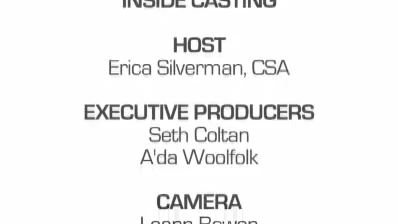 INSIDE CASTING
HOST
Erica Silverman, CSA
EXECUTIVE PRODUCERS
Seth Coltan
A'da Woolfolk
CAMERA